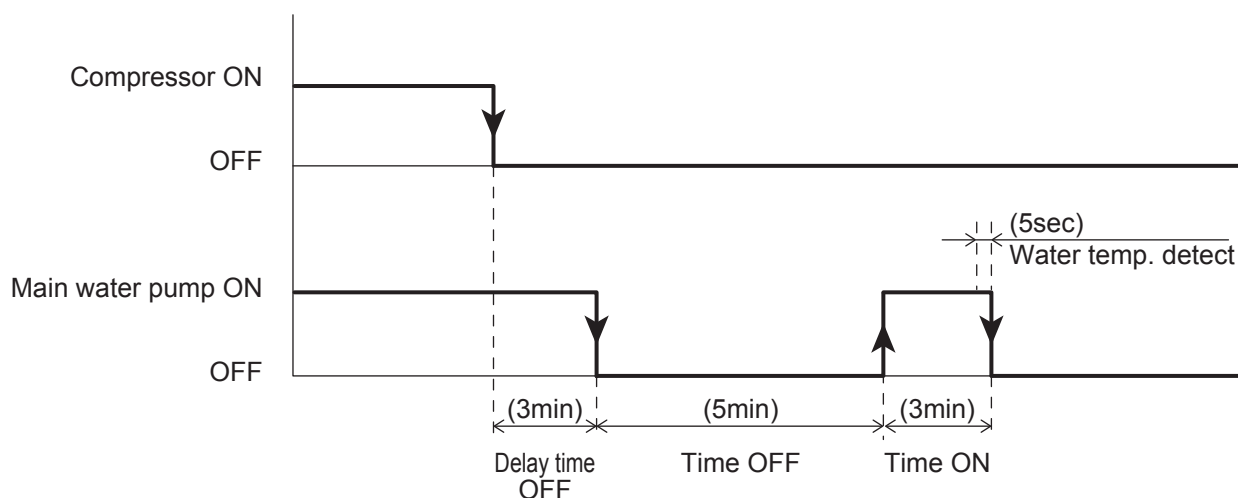 Compressor ON
OFF
(5sec)
Water temp. detect
Main water pump ON
OFF
(3min)
(5min)
(3min)
Delay time
OFF
Time OFF
Time ON